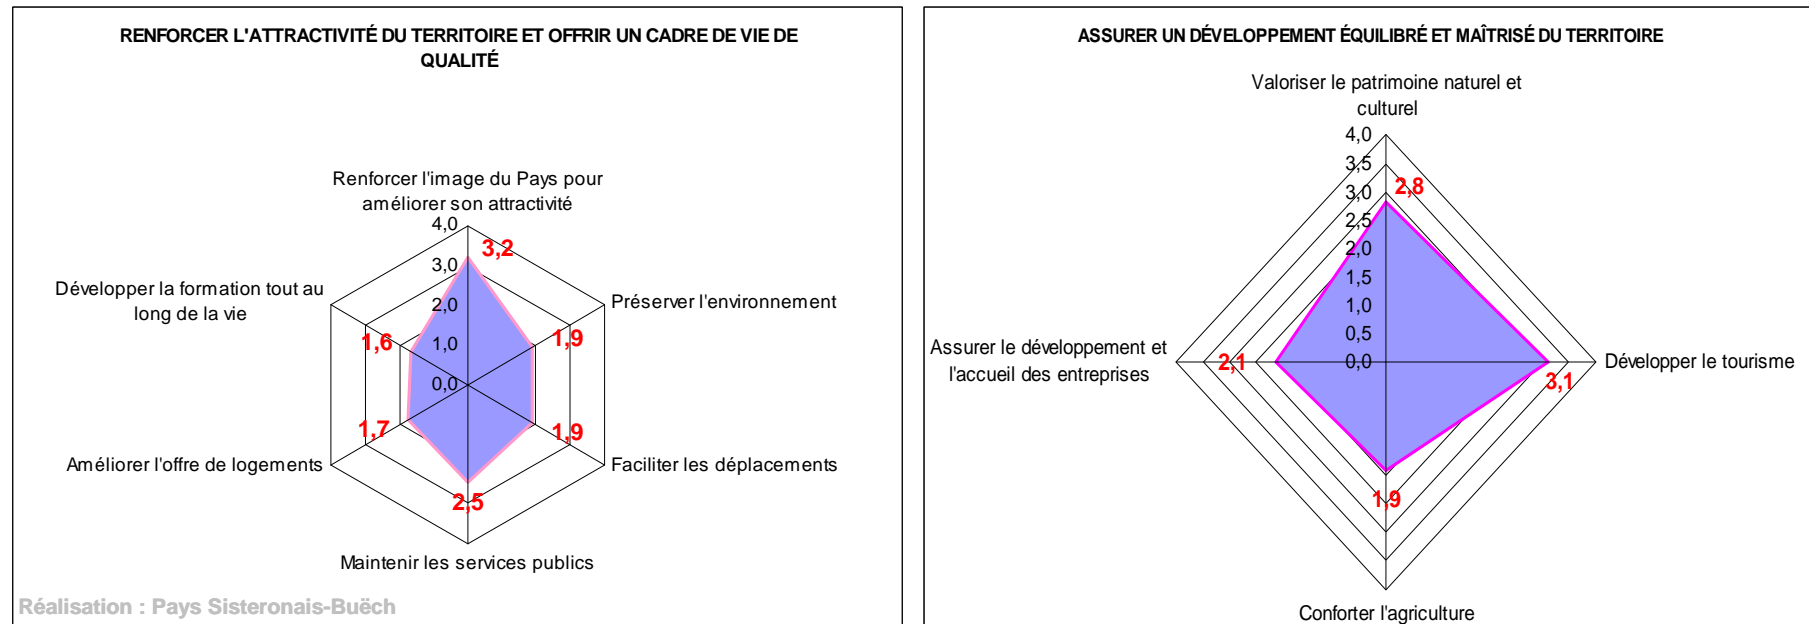 RENFORCER L'ATTRACTIVITÉ DU TERRITOIRE ET OFFRIR UN CADRE DE VIE DE
QUALITÉ
Renforcer l'image du Pays pour
améliorer son attractivité
4,0
3,2
3,0
Développer la formation tout au
long de la vie
Préserver l'environnement
2,0
1,6
1,0
1,9
0,0
1,7
1,9
Améliorer l'offre de logements
Faciliter les déplacements
2,5
Maintenir les services publics
Réalisation : Pays Sisteronais-Buëch
ASSURER UN DÉVELOPPEMENT ÉQUILIBRÉ ET MAÎTRISÉ DU TERRITOIRE
Valoriser le patrimoine naturel et
culturel
4,0
3,5
2,8
3,0
2,5
2,0
1,5
1,0
0,5
0,0
Assurer le développement et
l'accueil des entreprises
2,1
Développer le tourisme
3,1
1,9
Conforter l'agriculture